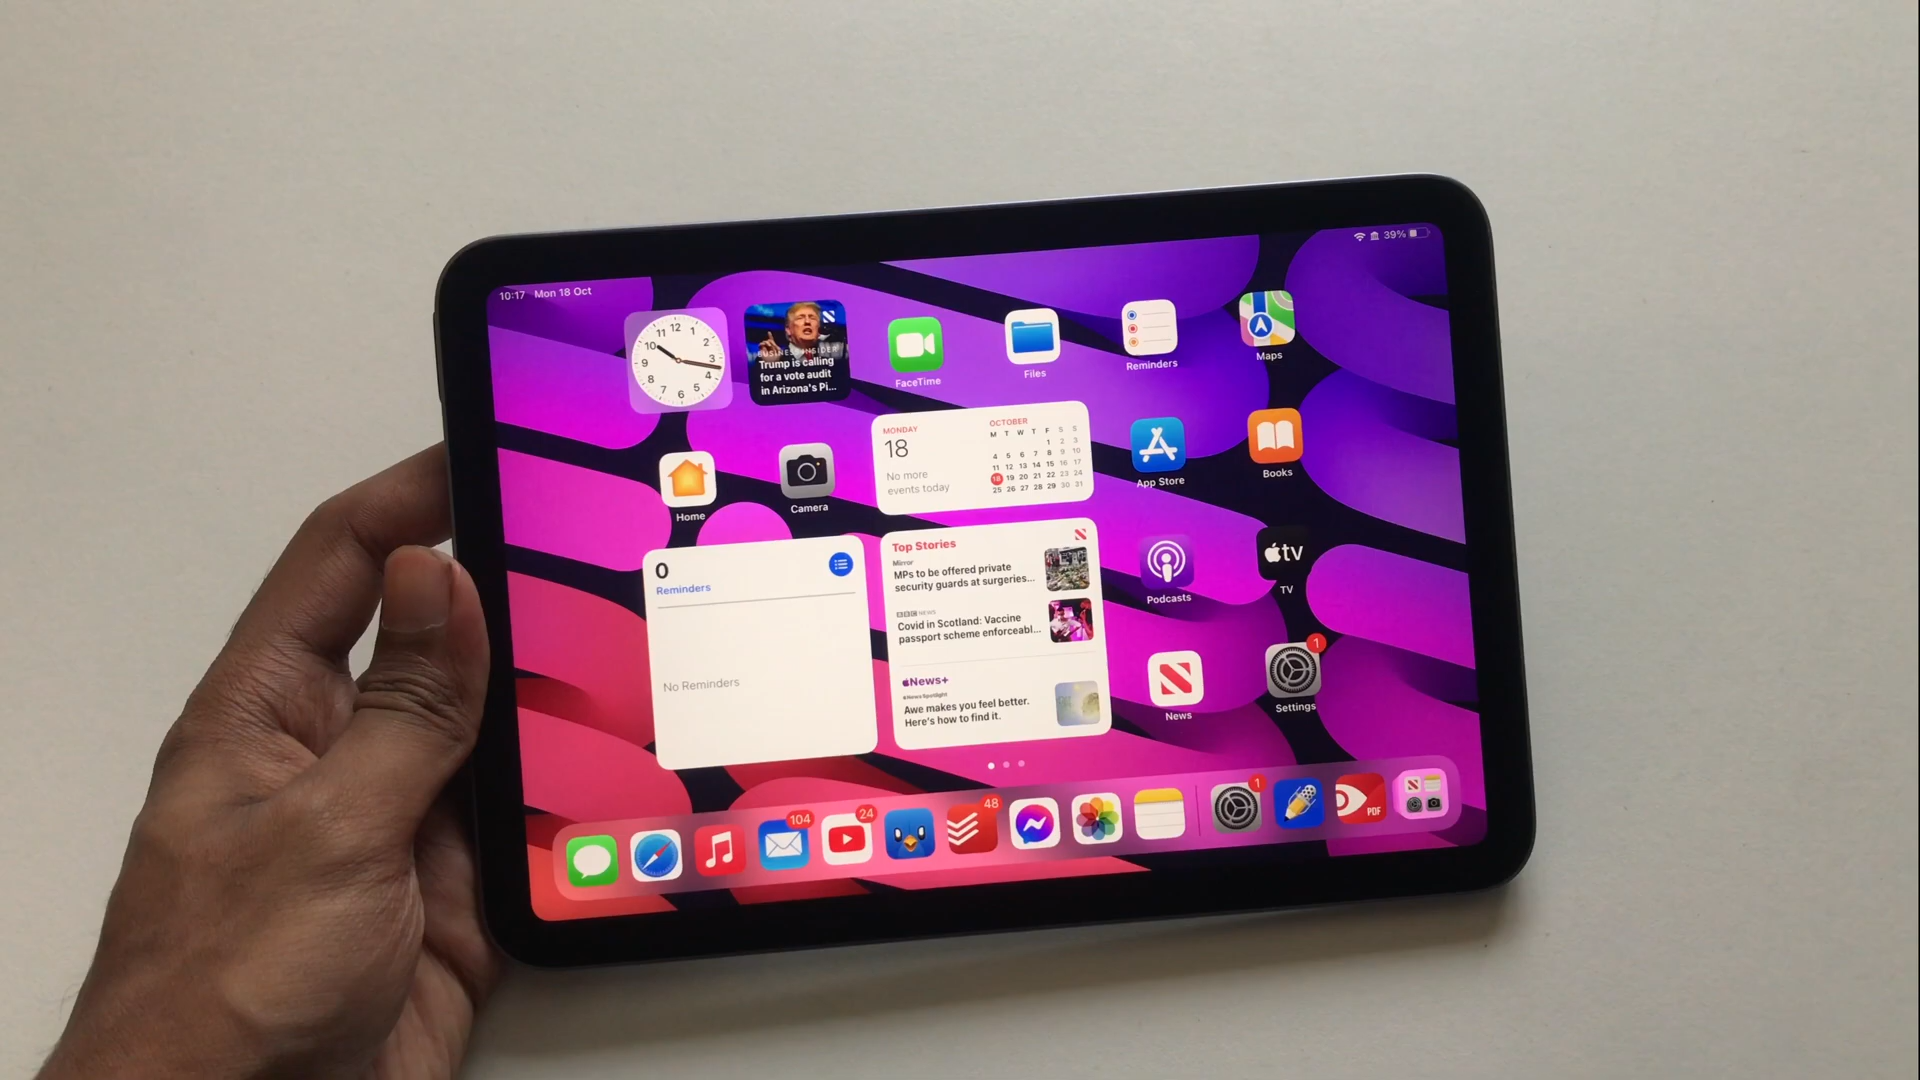 10:17 Mon 18 Oct
39%
12
1
2
3
4
5
6
7
8
9
10
11
BUSINESS INSIDER
Trump is calling
for a vote audit
in Arizona's Pi...
FaceTime
Files
Reminders
Maps
Home
Camera
MONDAY
18
No more
events today
OCTOBER
M T W T F S S
1 2 3
4 5 6 7 8 9 10
11 12 13 14 15 16 17
18 19 20 21 22 23 24
25 26 27 28 29 30 31
App Store
Books
0
Reminders
No Reminders
Top Stories
Mirror
MPs to be offered private
security guards at surgeries...
BBC NEWS
Covid in Scotland: Vaccine
passport scheme enforceabl...
News+
News Spotlight
Awe makes you feel better.
Here's how to find it.
Podcasts
tv
TV
News
1
Settings
104
24
48
1
PDF